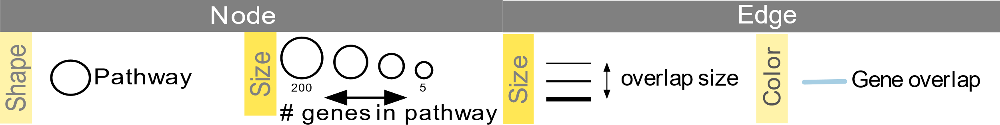 Node
Edge
Shape
Pathway
Size
200
5
# genes in pathway
Size
overlap size
Color
Gene overlap